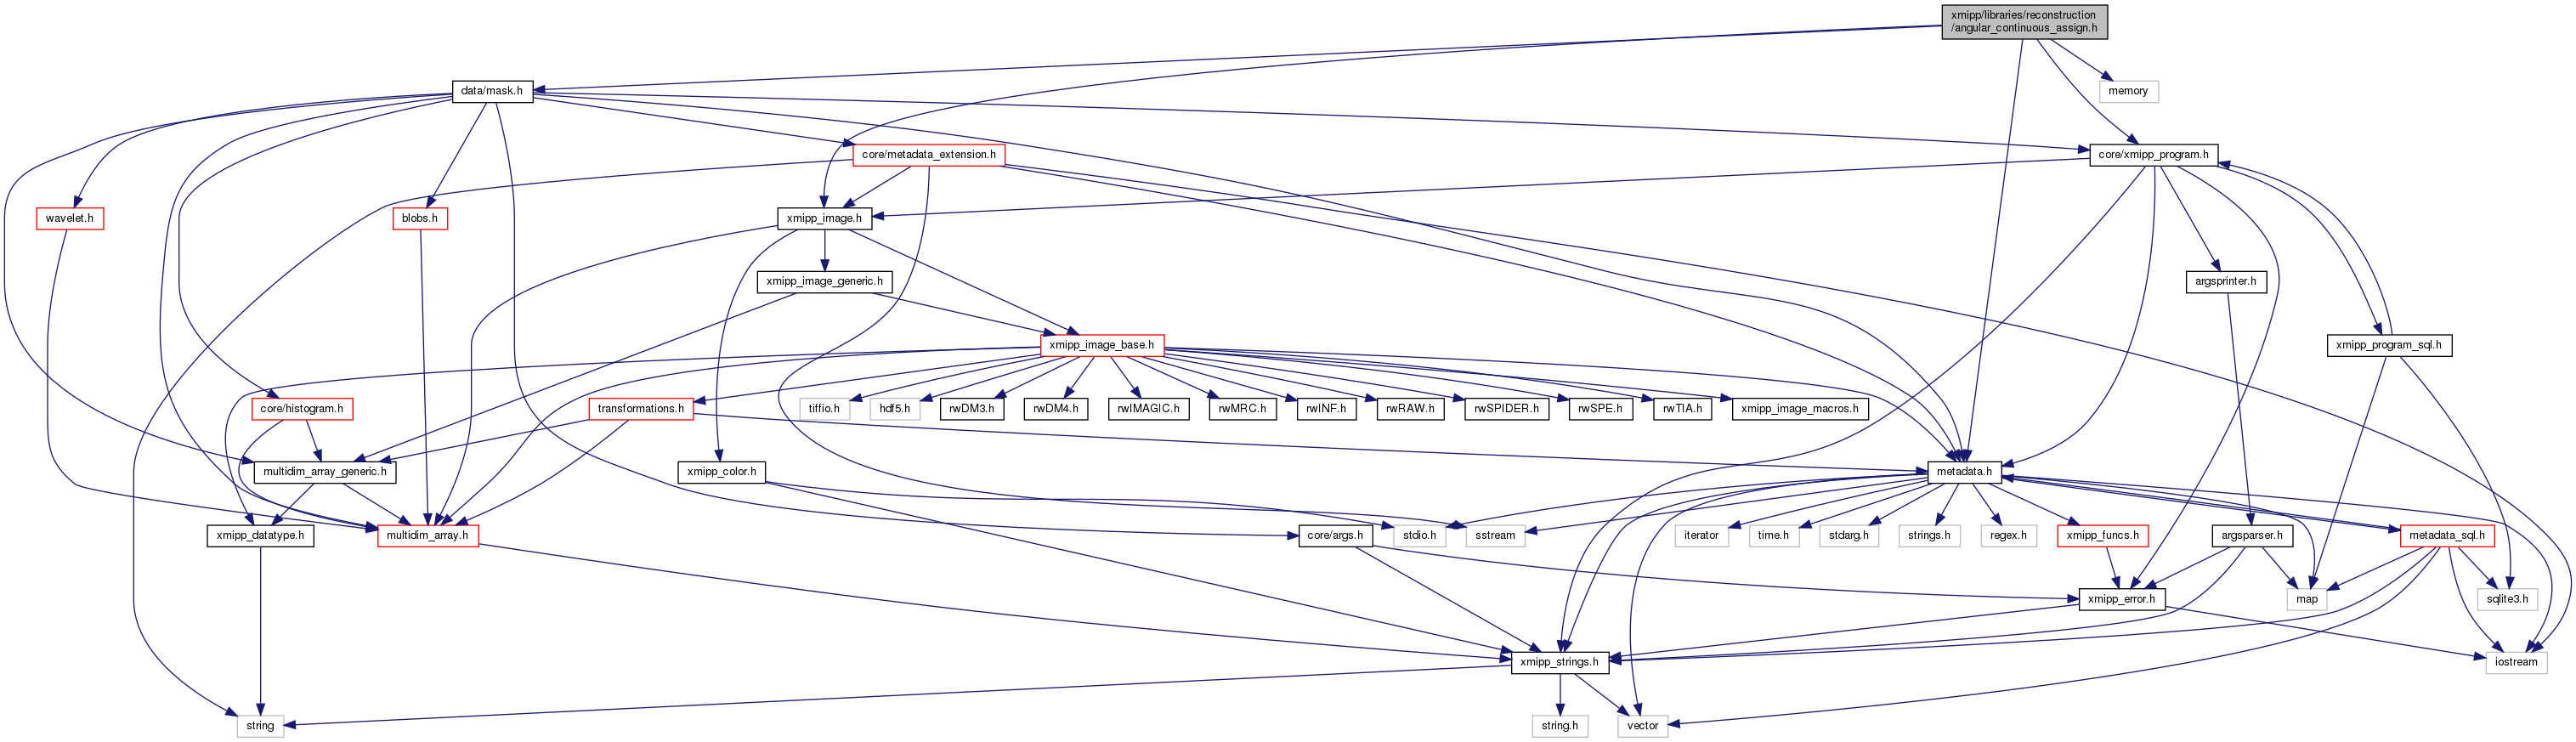 xmipp/libraries/reconstruction
/angular_continuous_assign.h
data/mask.h
memory
core/metadata_extension.h
core/xmipp_program.h
wavelet.h
blobs.h
xmipp_image.h
xmipp_image_generic.h
argsprinter.h
xmipp_image_base.h
xmipp_program_sql.h
core/histogram.h
transformations.h
tiffio.h
hdf5.h
rwDM3.h
rwDM4.h
rwIMAGIC.h
rwMRC.h
rwINF.h
rwRAW.h
rwSPIDER.h
rwSPE.h
rwTIA.h
xmipp_image_macros.h
multidim_array_generic.h
xmipp_color.h
metadata.h
xmipp_datatype.h
multidim_array.h
core/args.h
stdio.h
sstream
iterator
time.h
stdarg.h
strings.h
regex.h
xmipp_funcs.h
argsparser.h
metadata_sql.h
xmipp_error.h
map
sqlite3.h
xmipp_strings.h
iostream
string
string.h
vector